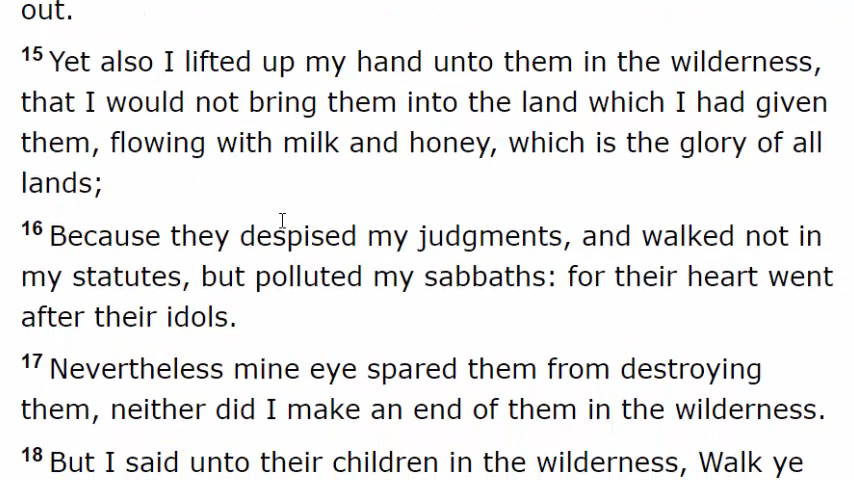 out.
15 Yet also I lifted up my hand unto them in the wilderness,
that I would not bring them into the land which I had given
them, flowing with milk and honey, which is the glory of all
lands;
16 Because they despised my judgments, and walked not in
my statutes, but polluted my sabbaths: for their heart went
after their idols.
17 Nevertheless mine eye spared them from destroying
them, neither did I make an end of them in the wilderness.
18 But I said unto their children in the wilderness, Walk ye